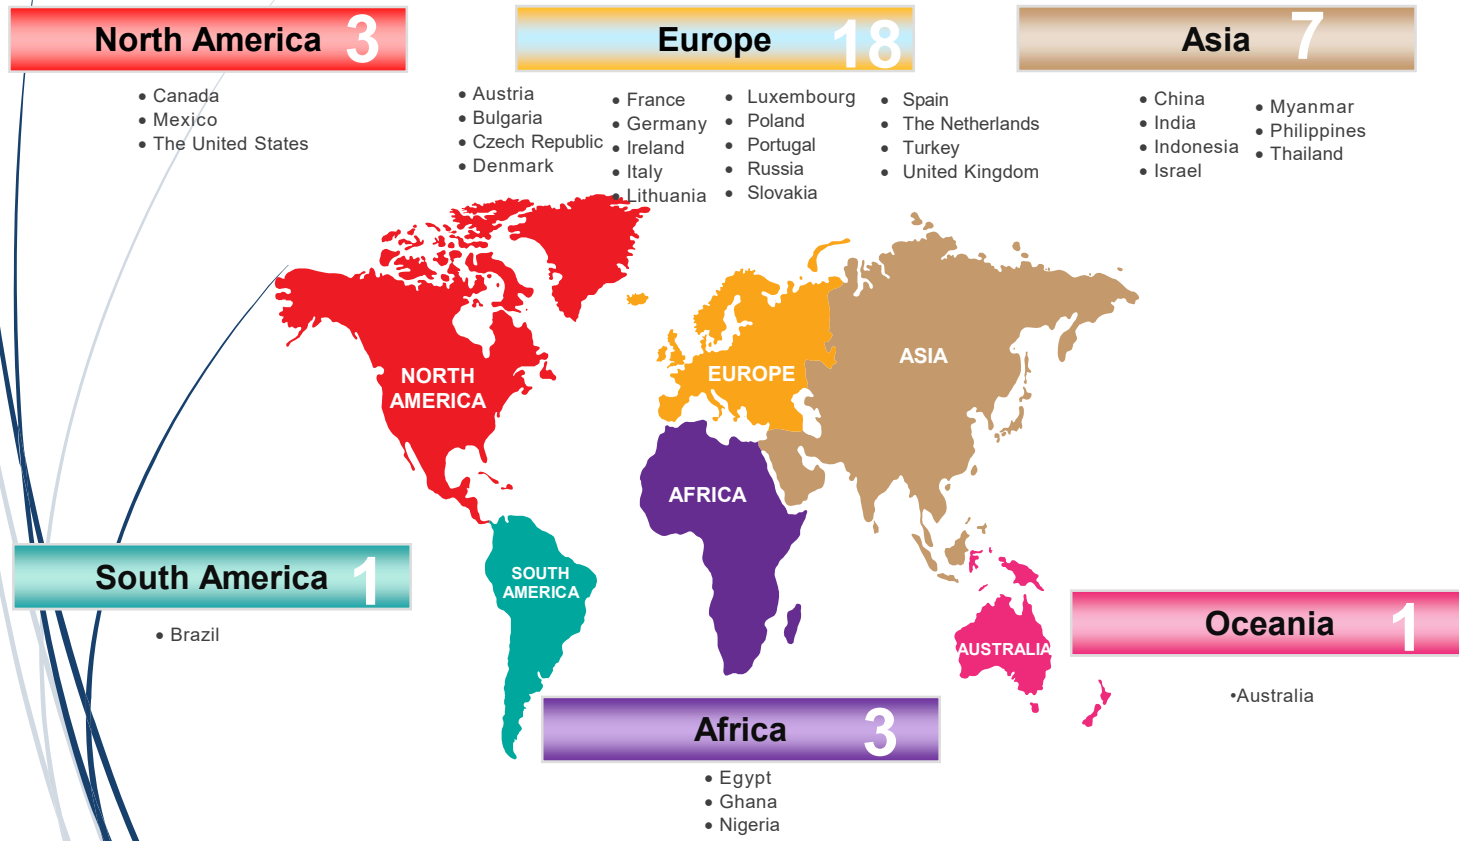 North America 3
• Canada
• Mexico
• The United States
Europe 18
• Austria
• Bulgaria
• Czech Republic
• Denmark
• France
• Germany
• Ireland
• Italy
• Lithuania
• Luxembourg
• Poland
• Portugal
• Russia
• Slovakia
• Spain
• The Netherlands
• Turkey
• United Kingdom
Asia 7
• China
• India
• Indonesia
• Israel
• Myanmar
• Philippines
• Thailand
NORTH
AMERICA
EUROPE
ASIA
AFRICA
SOUTH
AMERICA
AUSTRALIA
South America 1
• Brazil
Oceania 1
•Australia
Africa 3
• Egypt
• Ghana
• Nigeria